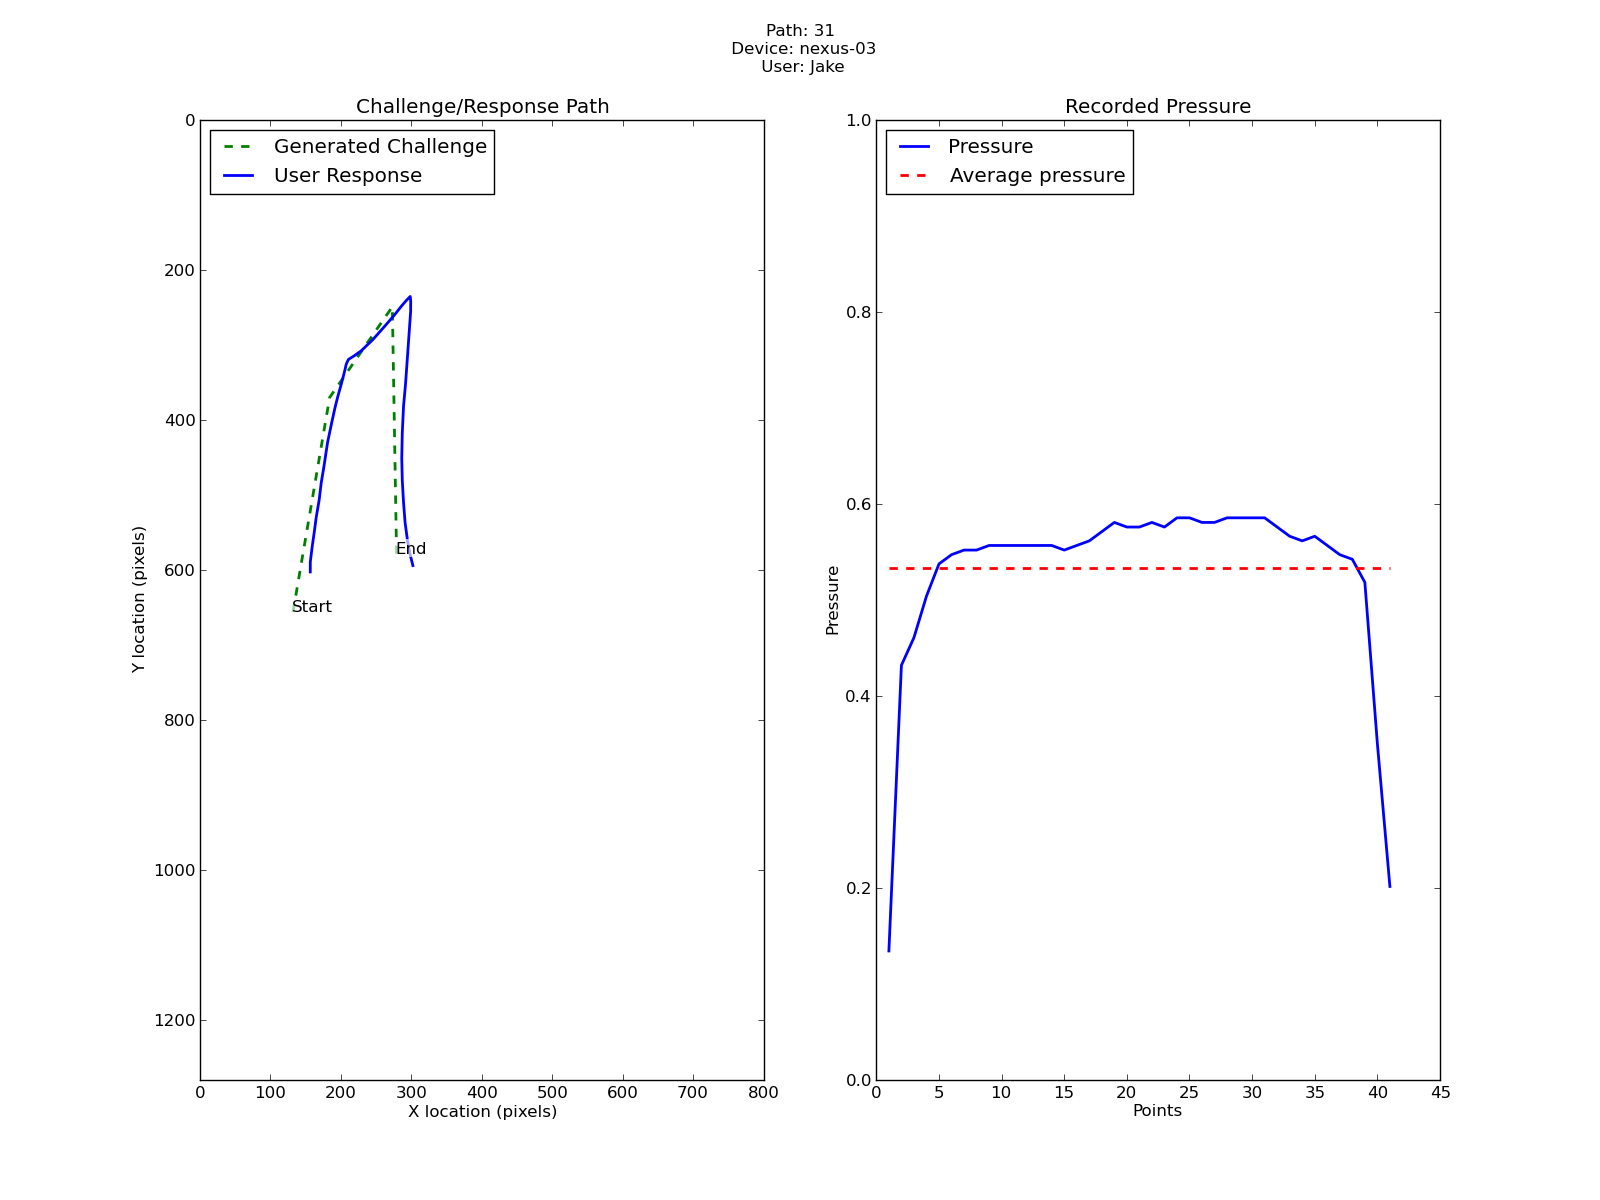 Path: 31
Device: nexus-03
User: Jake
Challenge/Response Path
Generated Challenge
User Response
0
200
400
600
800
1000
1200
Y location (pixels)
Start
End
0 100 200 300 400 500 600 700 800
X location (pixels)
Recorded Pressure
Pressure
Average pressure
1.0
0.8
0.6
0.4
0.2
0.0
Pressure
0 5 10 15 20 25 30 35 40 45
Points